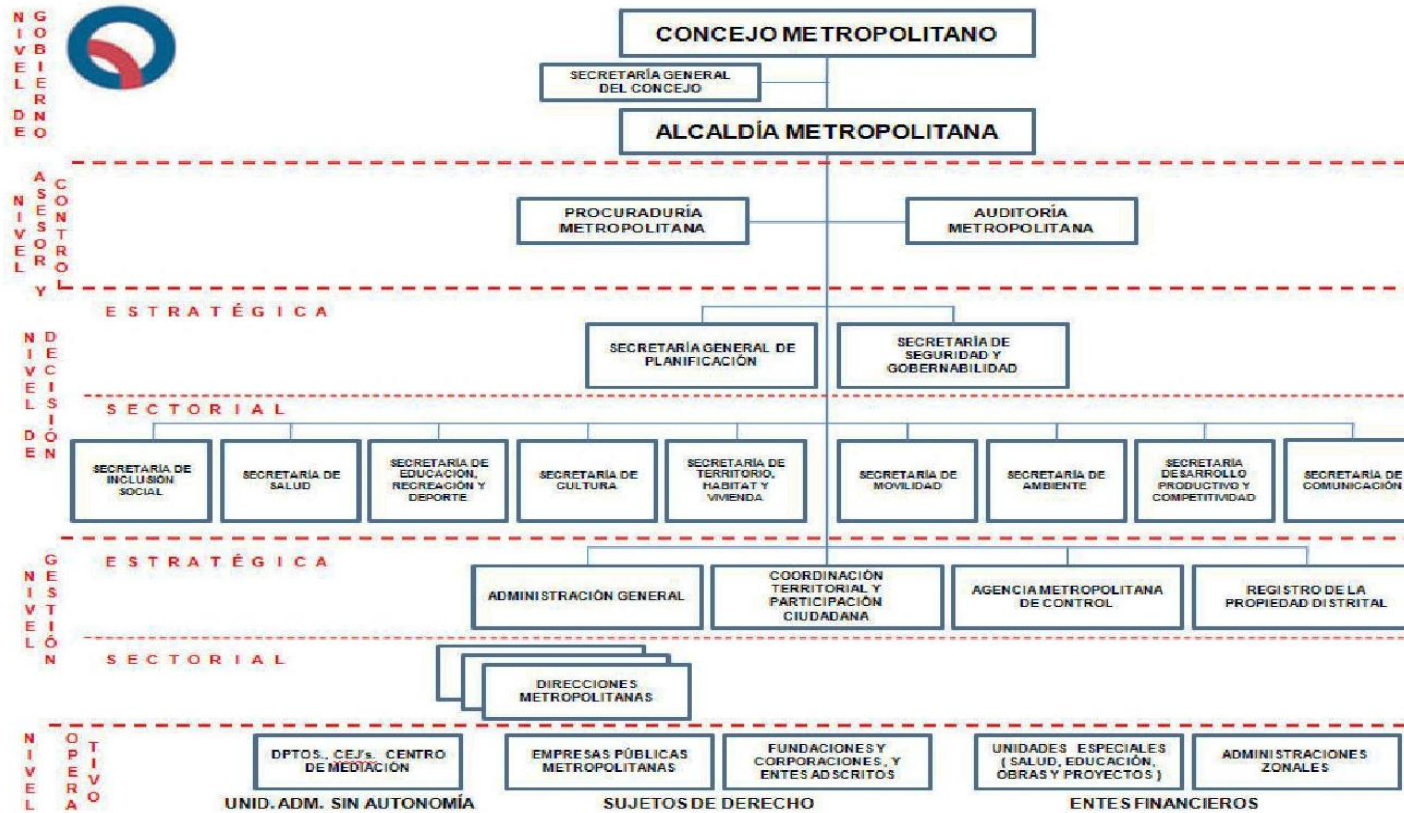 NIVEL DE
GOBIERNO
CONCEJO METROPOLITANO
SECRETARÍA GENERAL
DEL CONCEJO
ALCALDÍA METROPOLITANA
NIVEL
ASESOR Y
CONTROL
PROCURADURÍA
METROPOLITANA
AUDITORÍA
METROPOLITANA
NIVEL DE
DECISIÓN
ESTRATÉGICA
SECRETARÍA GENERAL DE
PLANIFICACIÓN
SECRETARÍA DE
SEGURIDAD Y
GOBERNABILIDAD
SECTORIAL
SECRETARÍA DE
INCLUSIÓN
SOCIAL
SECRETARÍA DE
SALUD
SECRETARÍA DE
EDUCACIÓN,
RECREACIÓN Y
DEPORTE
SECRETARÍA DE
CULTURA
SECRETARÍA DE
TERRITORIO,
HABITAT Y
VIVIENDA
SECRETARÍA DE
MOVILIDAD
SECRETARÍA DE
AMBIENTE
SECRETARÍA
DESARROLLO
PRODUCTIVO Y
COMPETITIVIDAD
SECRETARÍA DE
COMUNICACIÓN
NIVEL
GESTIÓN
ESTRATÉGICA
ADMINISTRACIÓN GENERAL
COORDINACIÓN
TERRITORIAL Y
PARTICIPACIÓN
CIUDADANA
AGENCIA METROPOLITANA
DE CONTROL
REGISTRO DE LA
PROPIEDAD DISTRITAL
SECTORIAL
DIRECCIONES
METROPOLITANAS
NIVEL
OPERA
TIVO
DPTOS., CEJ's. CENTRO
DE MEDIACIÓN
EMPRESAS PÚBLICAS
METROPOLITANAS
FUNDACIONES Y
CORPORACIONES, Y
ENTES ADSCRITOS
UNIDADES ESPECIALES
( SALUD, EDUCACIÓN,
OBRAS Y PROYECTOS )
ADMINISTRACIONES
ZONALES
UNID. ADM. SIN AUTONOMÍA
SUJETOS DE DERECHO
ENTES FINANCIEROS